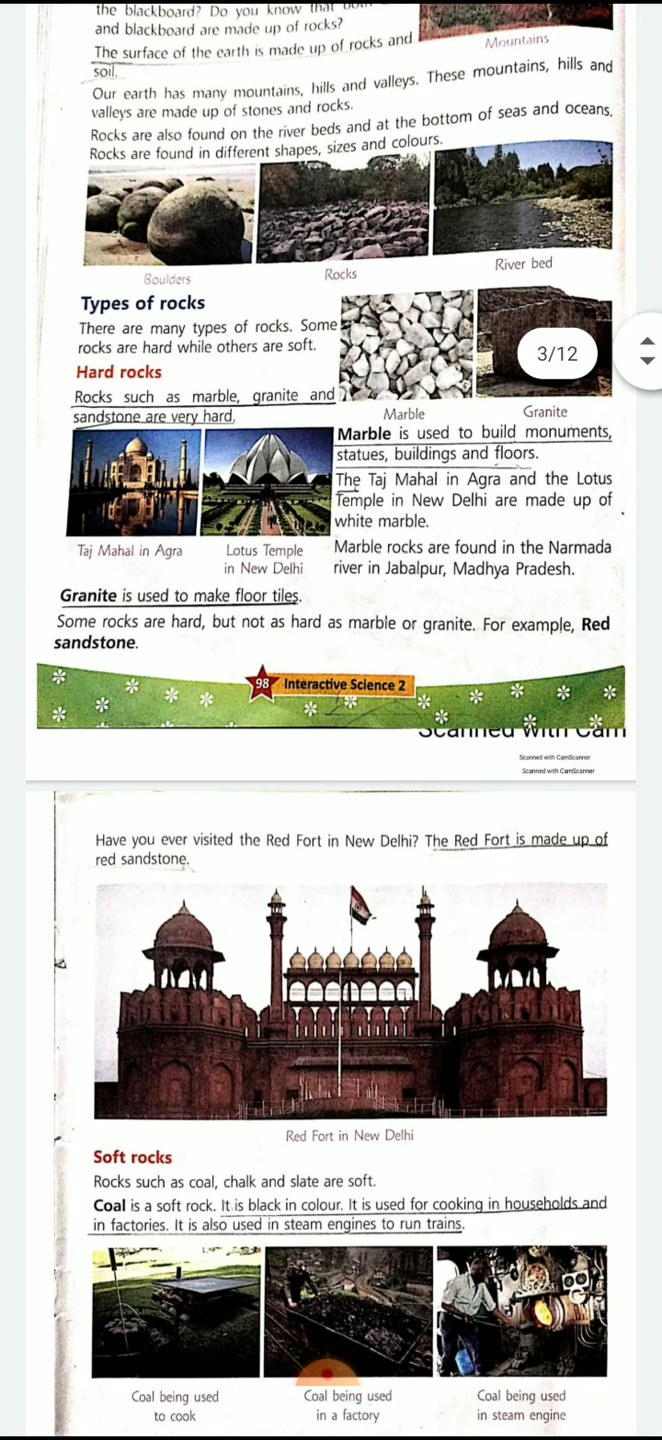 the blackboard? Do you know that both
and blackboard are made up of rocks?
The surface of the earth is made up of rocks and
soil.
Mountains
Our earth has many mountains, hills and valleys. These mountains, hills and
valleys are made up of stones and rocks.
Rocks are also found on the river beds and at the bottom of seas and oceans.
Rocks are found in different shapes, sizes and colours.
Boulders
Rocks
River bed
Types of rocks
There are many types of rocks. Some
rocks are hard while others are soft.
3/12
Hard rocks
Rocks such as marble, granite and
sandstone are very hard.
Marble
Granite
Marble is used to build monuments,
statues, buildings and floors.
The Taj Mahal in Agra and the Lotus
Temple in New Delhi are made up of
white marble.
Taj Mahal in Agra
Lotus Temple
in New Delhi
Marble rocks are found in the Narmada
river in Jabalpur, Madhya Pradesh.
Granite is used to make floor tiles.
Some rocks are hard, but not as hard as marble or granite. For example, Red
sandstone.
98 Interactive Science 2
Scanned with Cam
Scanned with CamScanner
Scanned with CamScanner
Have you ever visited the Red Fort in New Delhi? The Red Fort is made up of
red sandstone.
Red Fort in New Delhi
Soft rocks
Rocks such as coal, chalk and slate are soft.
Coal is a soft rock. It is black in colour. It is used for cooking in households and
in factories. It is also used in steam engines to run trains.
Coal being used
to cook
Coal being used
in a factory
Coal being used
in steam engine